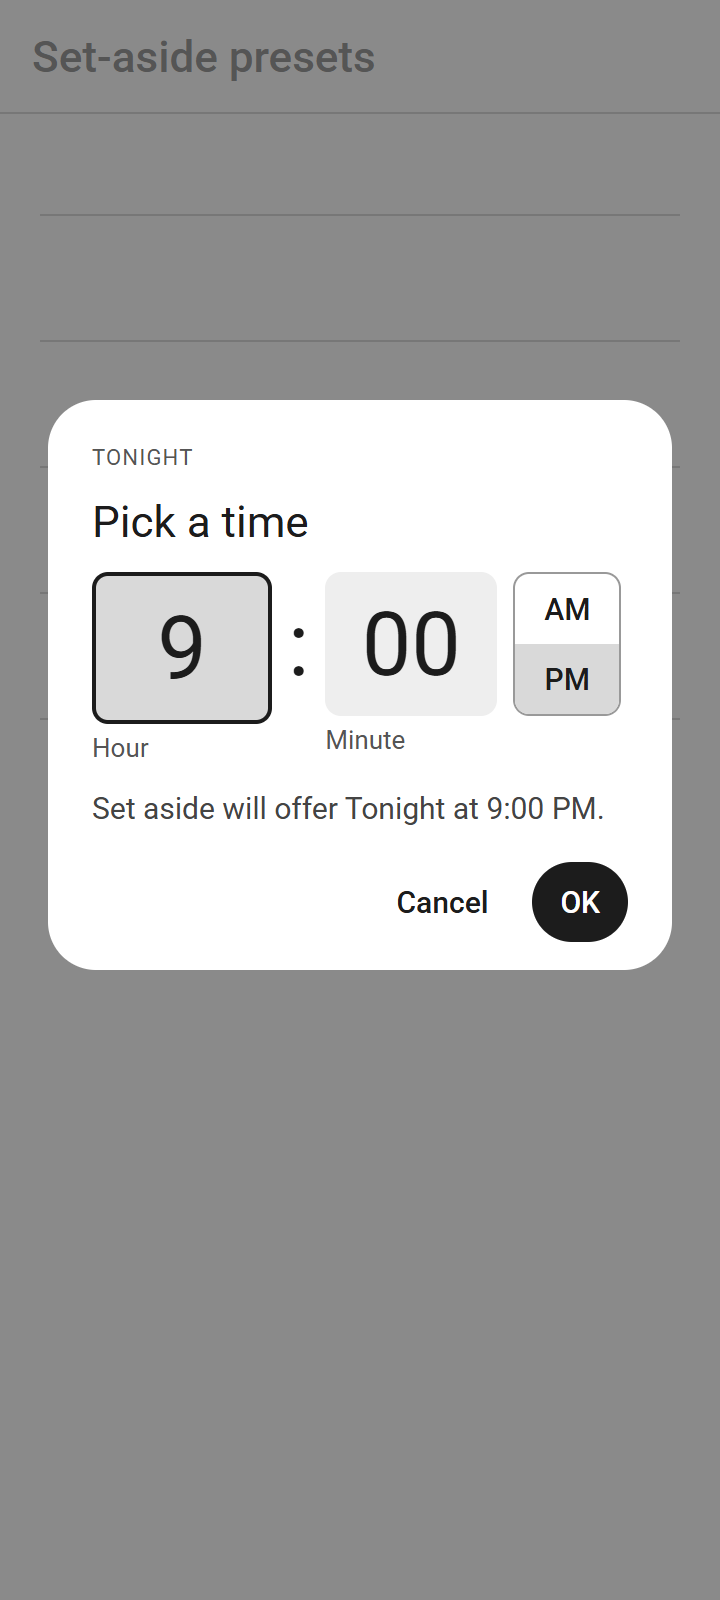 Set-aside presets
TONIGHT
Pick a time
9 : 00
AM
PM
Hour
Minute
Set aside will offer Tonight at 9:00 PM.
Cancel
OK